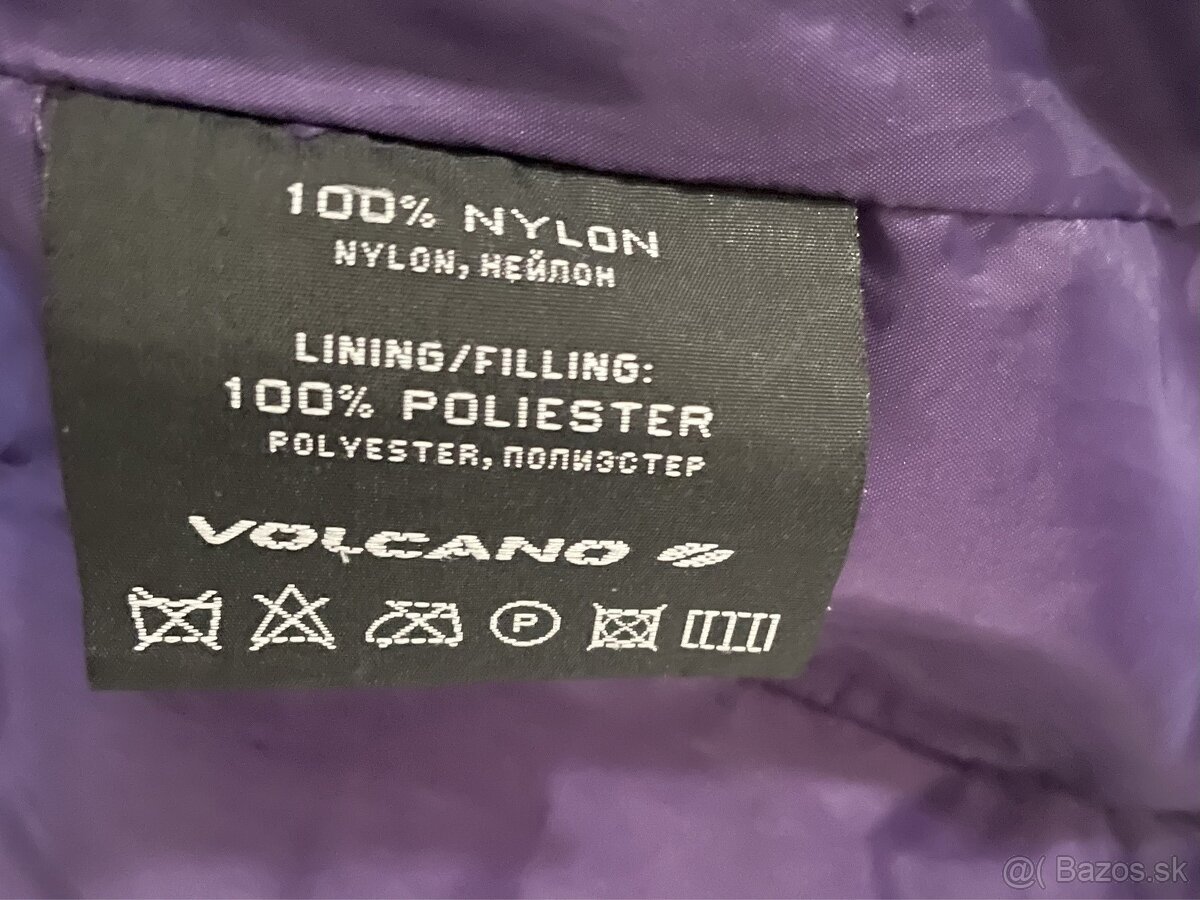 100% NYLON
NYLON, НЕЙЛОН
LINING/FILLING:
100% POLIESTER
POLYESTER, ПОЛИЭСТЕР
VOLCANO
P
@( Bazos.sk